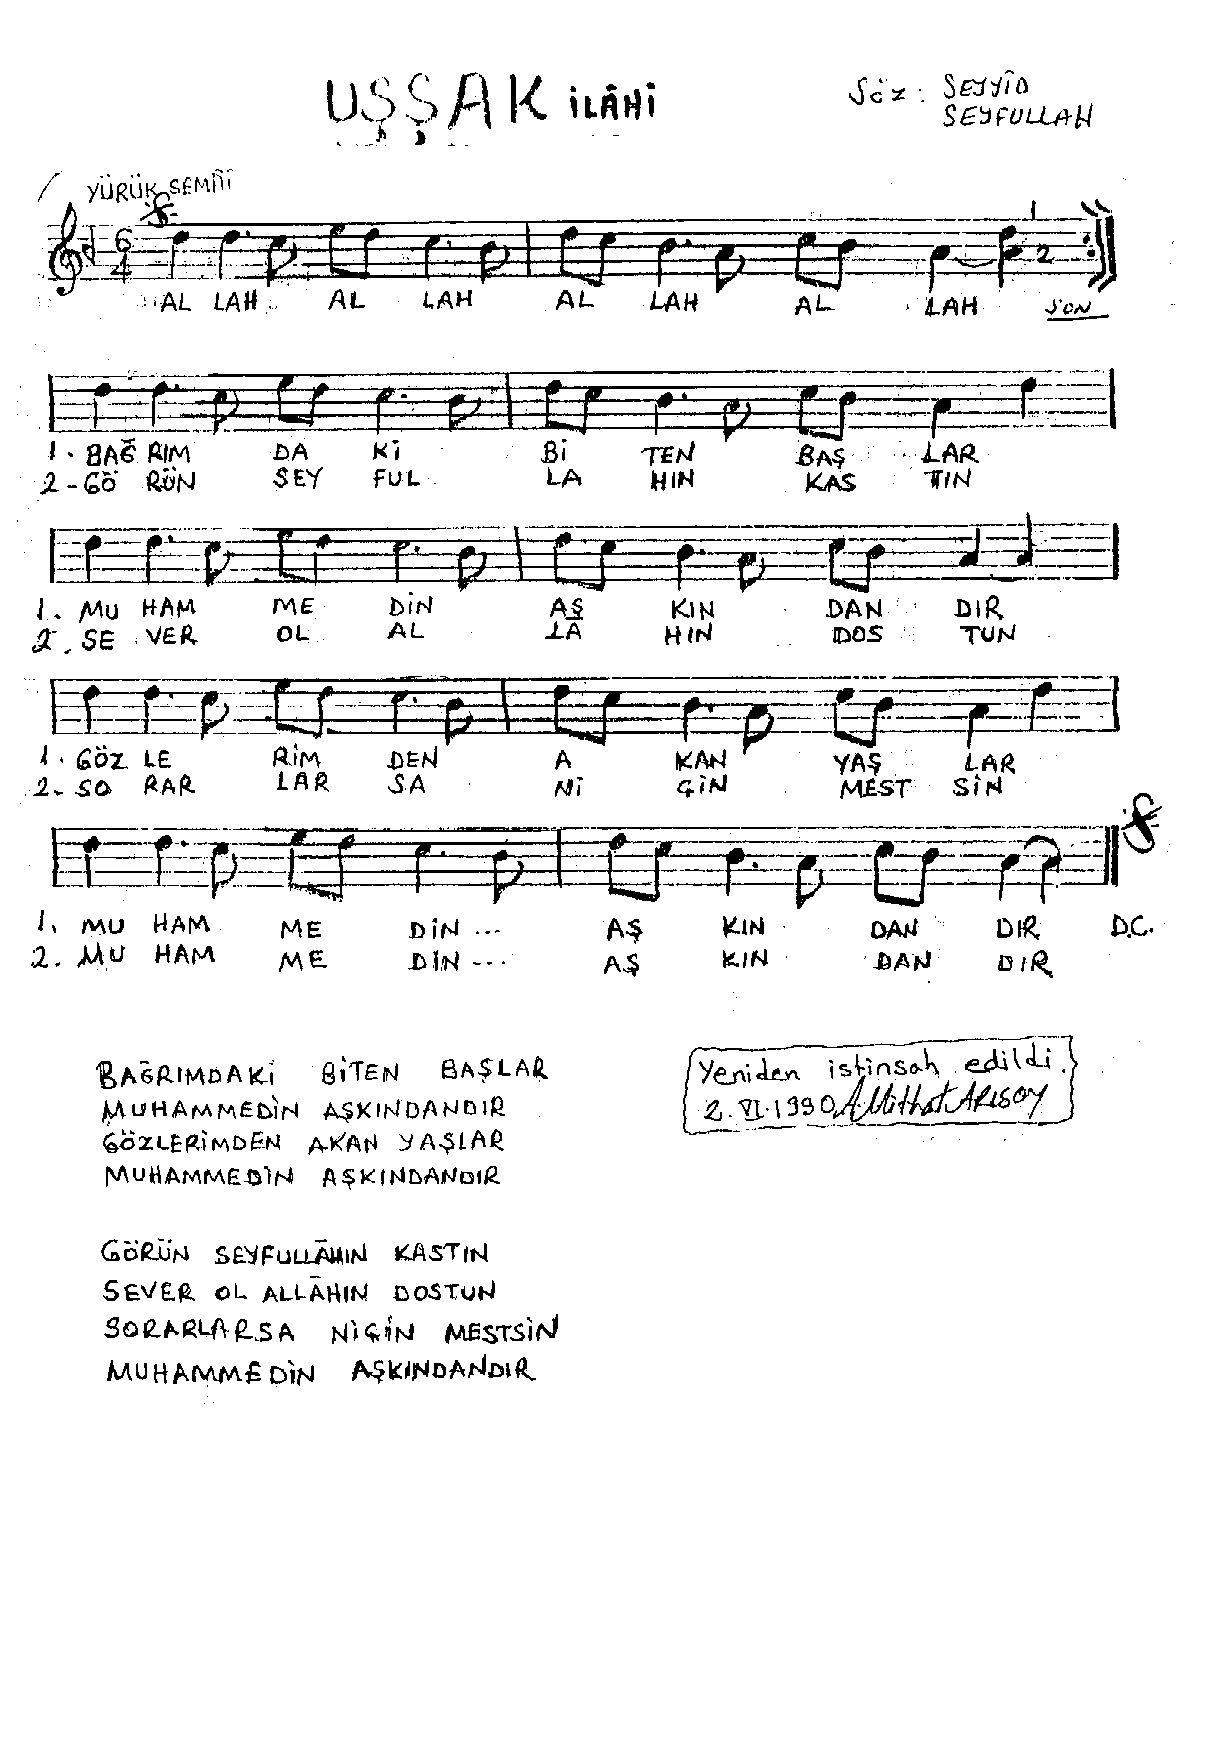 UŞŞAK İLÂHİ
Söz: SEYYİD
SEYFULLAH
YÜRÜK SEMÂİ
6
4
AL LAH AL LAH AL LAH AL LAH SON
1 2
1. BAĞ RIM DA Kİ Bİ TEN BAŞ LAR
2-GÖ RÜN SEY FUL LA HIN KAS TIN
1. MU HAM ME DİN AŞ KIN DAN DIR
2. SE VER OL AL LA HIN DOS TUN
1. GÖZ LE RİM DEN A KAN YAŞ LAR
2- SO RAR LAR SA Nİ ÇİN MEST SİN
1. MU HAM ME DİN ... AŞ KIN DAN DIR D.C.
2. MU HAM ME DİN --- AŞ KIN DAN DIR
BAĞRIMDAKİ BİTEN BAŞLAR
MUHAMMEDİN AŞKINDANDIR
GÖZLERİMDEN AKAN YAŞLAR
MUHAMMEDİN AŞKINDANDIR
Yeniden istinsah edildi.
2.VI.1990 A.Mithat ARISOY
GÖRÜN SEYFULLÂHIN KASTIN
SEVER OL ALLÂHIN DOSTUN
SORARLARSA NİÇİN MESTSİN
MUHAMMEDİN AŞKINDANDIR